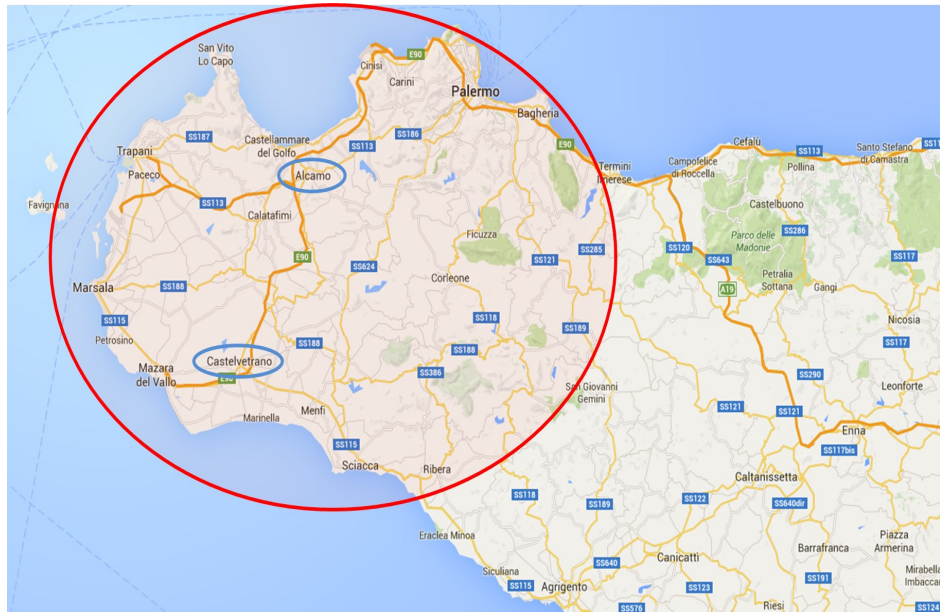 San Vito
Lo Capo
E90
Cinisi
Carini
Palermo
Bagheria
SS187
Castellammare
del Golfo
SS113
SS186
E90
Cefalù
SS113
Santo Stefano
di Camastra
Trapani
Paceco
Alcamo
Termini
Imerese
Campofelice
di Roccella
Pollina
Favignana
SS113
Calatafimi
Castelbuono
Ficuzza
SS286
Parco delle
Madonie
E90
SS624
SS121
SS285
SS120
SS643
SS117
Marsala
SS188
Corleone
A19
Petralia
Sottana
Gangi
SS115
SS118
SS189
Nicosia
Petrosino
SS188
SS188
SS117
Castelvetrano
Mazara
del Vallo
E90
SS386
SS290
San Giovanni
Gemini
Leonforte
Marinella
Menfi
SS121
SS121
SS115
Enna
SS117bis
Sciacca
Ribera
Caltanissetta
SS118
SS122
SS189
SS640dir
Eraclea Minoa
Piazza
Armerina
Barrafranca
Canicattì
SS640
Siculiana
SS115
Agrigento
SS123
SS191
SS576
Riesi
SS124